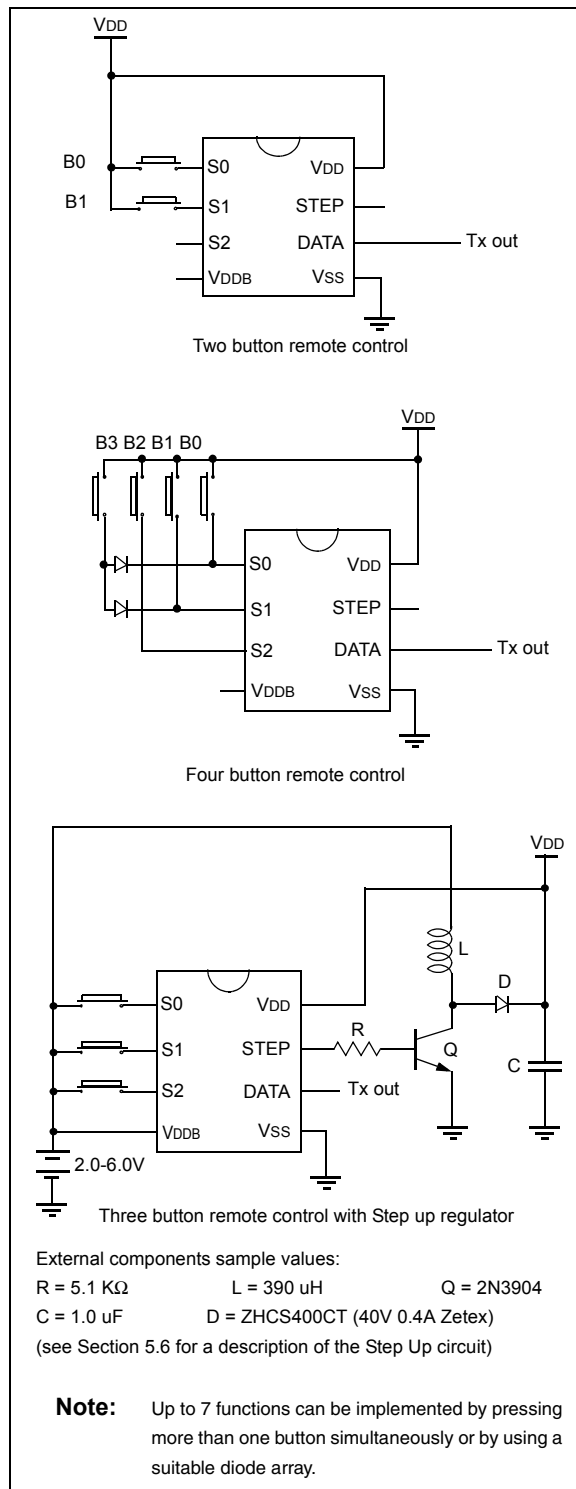 VDD
B0
S0
VDD
B1
S1
STEP
S2
DATA
Tx out
VDDB
VSS
Two button remote control
VDD
B3 B2 B1 B0
S0
VDD
S1
STEP
S2
DATA
Tx out
VDDB
VSS
Four button remote control
VDD
L
D
S0
VDD
R
S1
STEP
Q
C
S2
DATA
Tx out
VDDB
VSS
2.0-6.0V
Three button remote control with Step up regulator
External components sample values:
R = 5.1 KΩ L = 390 uH Q = 2N3904
C = 1.0 uF D = ZHCS400CT (40V 0.4A Zetex)
(see Section 5.6 for a description of the Step Up circuit)
Note: Up to 7 functions can be implemented by pressing
more than one button simultaneously or by using a
suitable diode array.